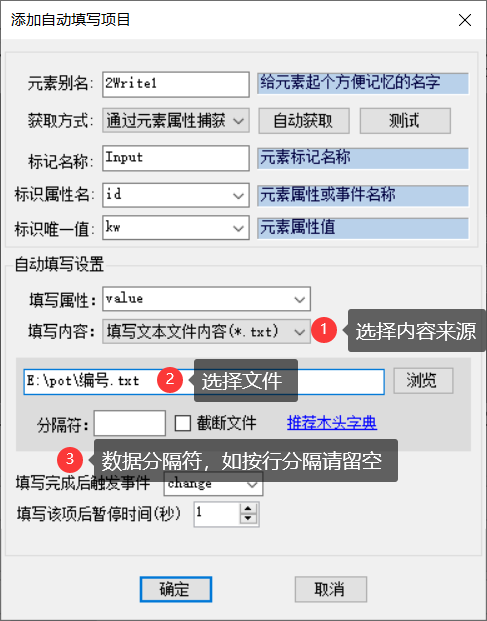 添加自动填写项目
元素别名: 2Write1 给元素起个方便记忆的名字
获取方式: 通过元素属性捕获 自动获取 测试
标记名称: Input 元素标记名称
标识属性名: id 元素属性或事件名称
标识唯一值: kw 元素属性值
自动填写设置
填写属性: value
填写内容: 填写文本文件内容(*.txt) 1 选择内容来源
E:\pot\编号.txt 2 选择文件 浏览
分隔符: 截断文件 推荐木头字典
3 数据分隔符，如按行分隔请留空
填写完成后触发事件 change
填写该项后暂停时间(秒) 1
确定 取消